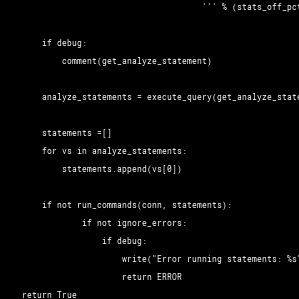 ''' % (stats_off_pct
if debug:
comment(get_analyze_statement)
analyze_statements = execute_query(get_analyze_state
statements =[]
for vs in analyze_statements:
statements.append(vs[0])
if not run_commands(conn, statements):
if not ignore_errors:
if debug:
write("Error running statements: %s"
return ERROR
return True